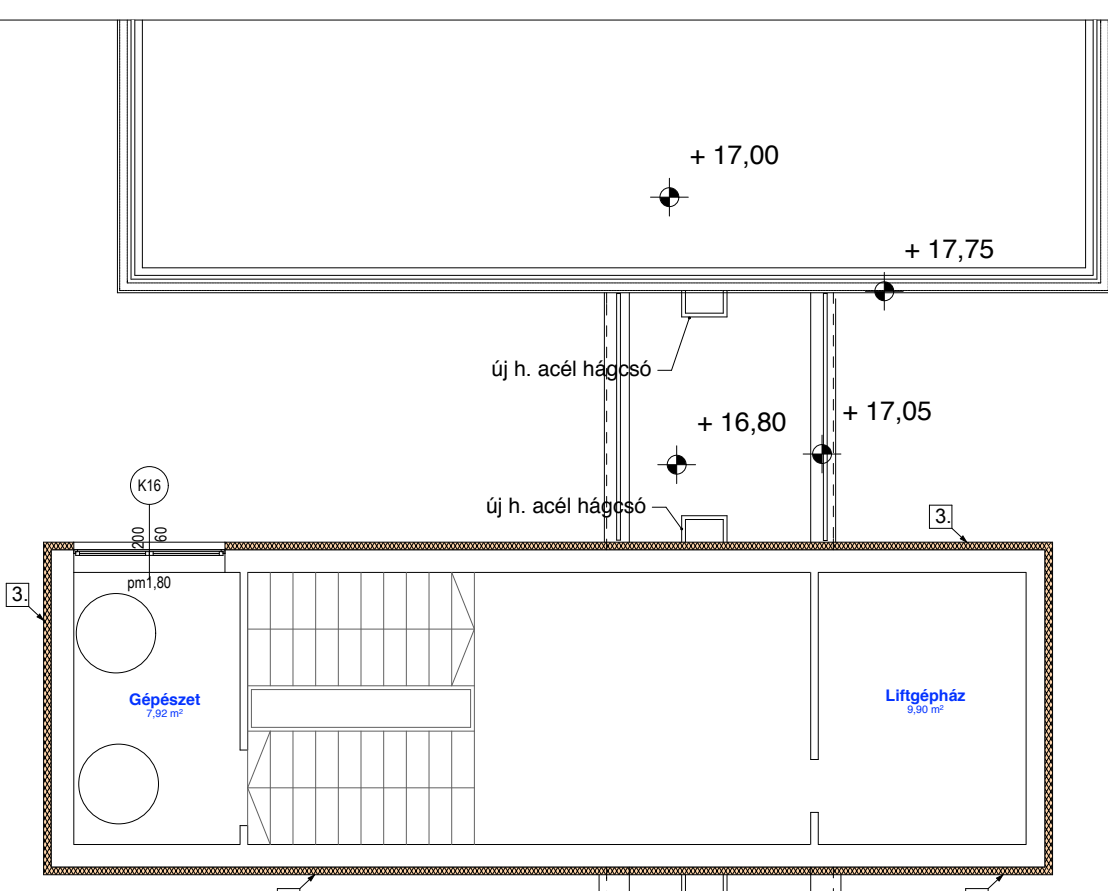 + 17,00
+ 17,75
új h. acél hágcsó
+ 17,05
+ 16,80
K16
új h. acél hágcsó
3.
200
60
pm1,80
3.
Gépészet
7,92 m²
Liftgépház
9,90 m²